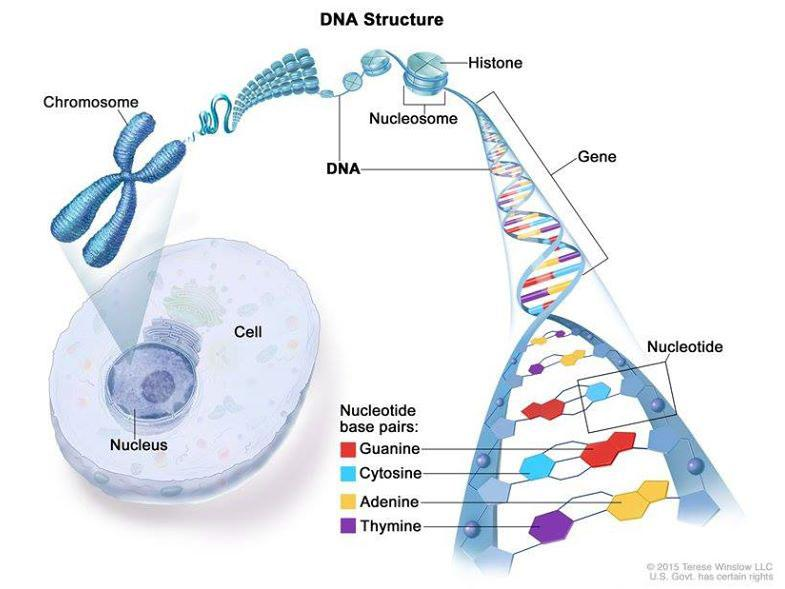 DNA Structure
Histone
Chromosome
Nucleosome
Gene
DNA
Cell
Nucleotide
Nucleus
Nucleotide
base pairs:
Guanine
Cytosine
Adenine
Thymine
© 2015 Terese Winslow LLC
U.S. Govt. has certain rights